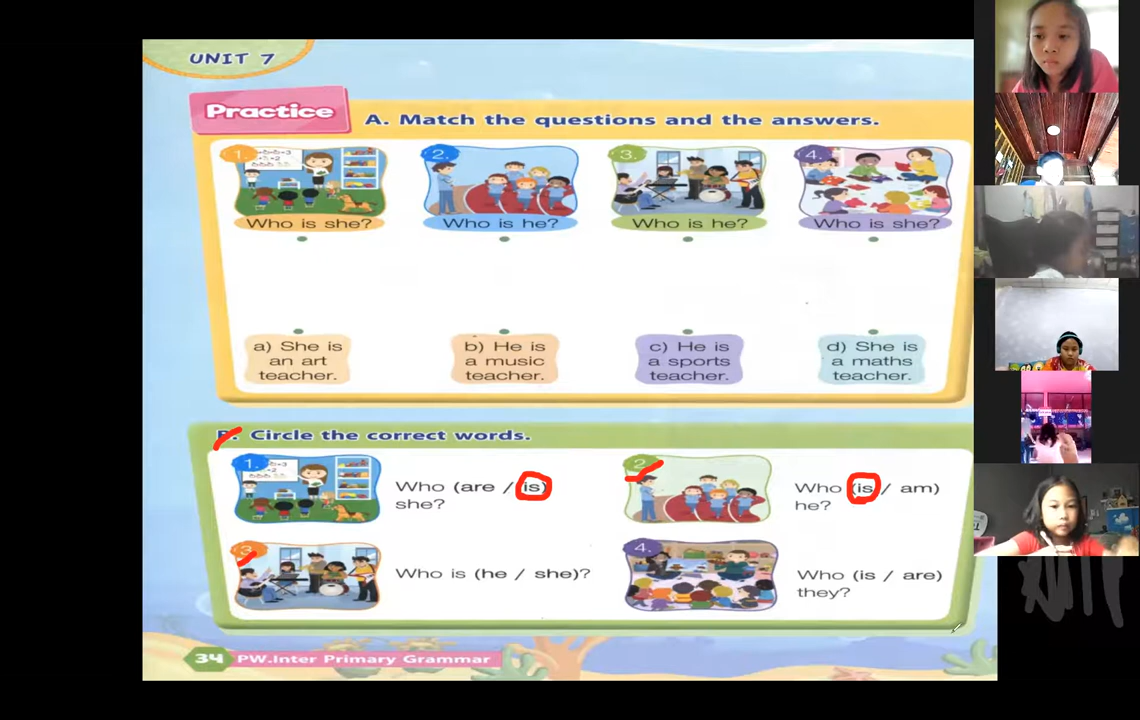 UNIT 7
Practice
A. Match the questions and the answers.
1.
Who is she?
2.
Who is he?
3.
Who is he?
4.
Who is she?
a) She is
an art
teacher.
b) He is
a music
teacher.
c) He is
a sports
teacher.
d) She is
a maths
teacher.
B. Circle the correct words.
1.
Who (are / is)
she?
2
Who (is / am)
he?
3
Who is (he / she)?
4.
Who (is / are)
they?
34 PW.Inter Primary Grammar